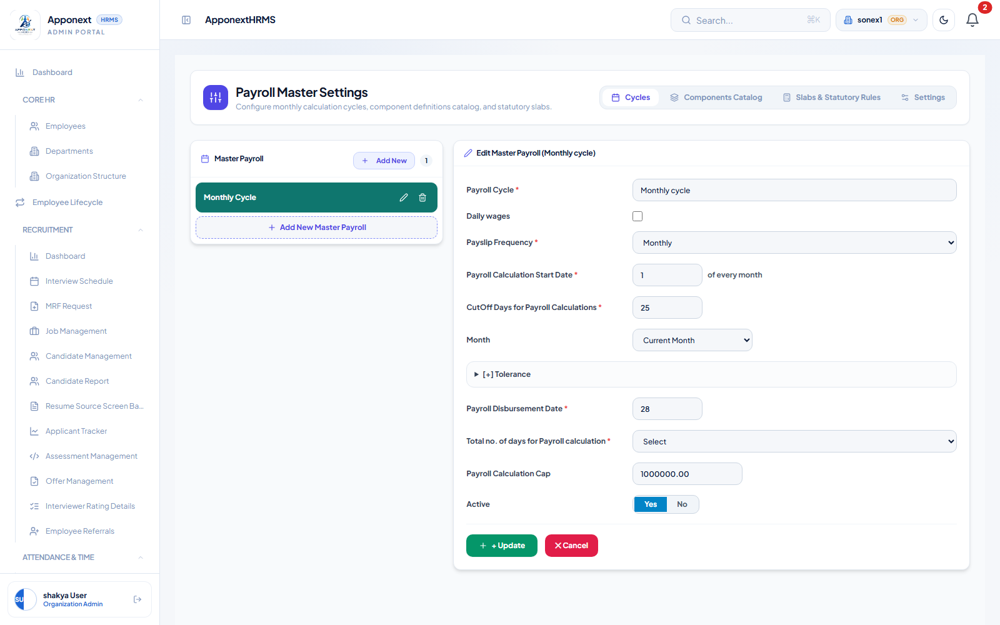 Apponext HRMS
ADMIN PORTAL
ApponextHRMS
Search...
⌘K
sonex1 ORG
2
Dashboard
CORE HR
Employees
Departments
Organization Structure
Employee Lifecycle
RECRUITMENT
Dashboard
Interview Schedule
MRF Request
Job Management
Candidate Management
Candidate Report
Resume Source Screen Ba...
Applicant Tracker
Assessment Management
Offer Management
Interviewer Rating Details
Employee Referrals
ATTENDANCE & TIME
SU
shakya User
Organization Admin
Payroll Master Settings
Configure monthly calculation cycles, component definitions catalog, and statutory slabs.
Cycles
Components Catalog
Slabs & Statutory Rules
Settings
Master Payroll
+ Add New
1
Monthly Cycle
+ Add New Master Payroll
Edit Master Payroll (Monthly cycle)
Payroll Cycle *
Monthly cycle
Daily wages
Payslip Frequency *
Monthly
Payroll Calculation Start Date *
1
of every month
CutOff Days for Payroll Calculations *
25
Month
Current Month
[+] Tolerance
Payroll Disbursement Date *
28
Total no. of days for Payroll calculation *
Select
Payroll Calculation Cap
1000000.00
Active
Yes
No
+ + Update
X Cancel